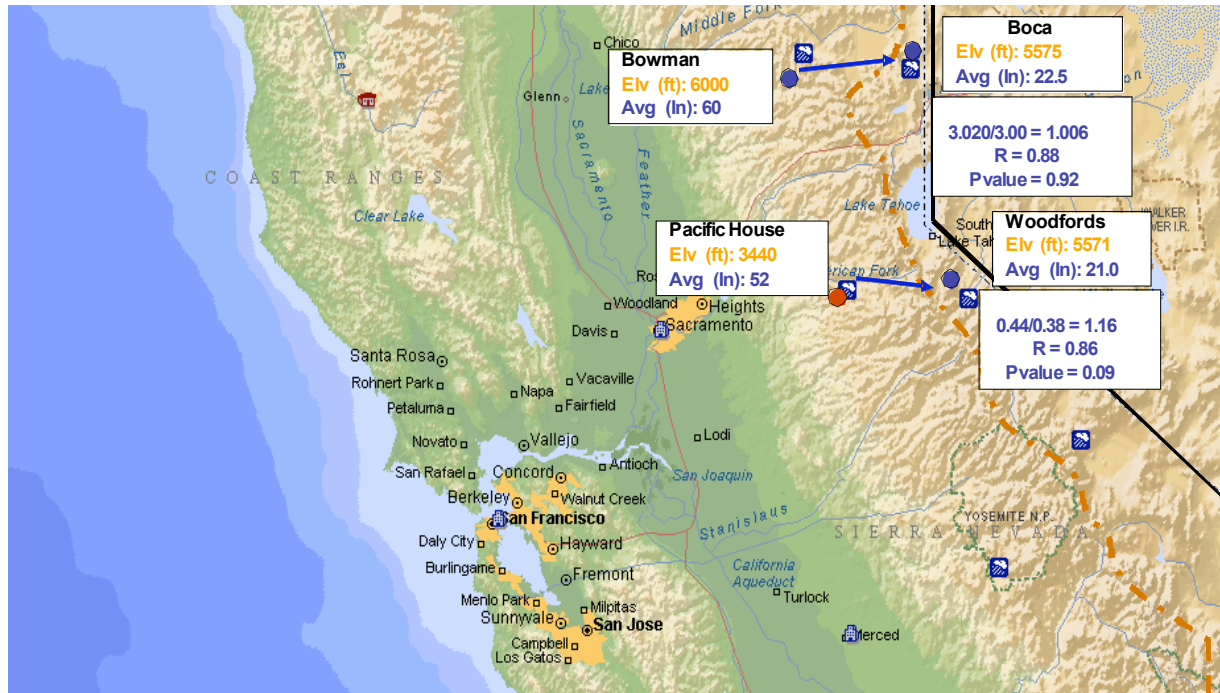 Middle Fork
Chico
Bowman
Elv (ft): 6000
Avg (In): 60
Boca
Elv (ft): 5575
Avg (In): 22.5
Eel
Glenn
Lake
Sacramento
Feather
3.020/3.00 = 1.006
R = 0.88
Pvalue = 0.92
COAST RANGES
Clear Lake
Lake Tahoe
WALKER
VER I.R.
South
Lake Tah
Woodfords
Elv (ft): 5571
Avg (In): 21.0
Pacific House
Elv (ft): 3440
Avg (In): 52
erican Fork
Ros
Woodland
Heights
Sacramento
Davis
0.44/0.38 = 1.16
R = 0.86
Pvalue = 0.09
Santa Rosa
Rohnert Park
Napa
Vacaville
Petaluma
Fairfield
Novato
Vallejo
Lodi
San Rafael
Concord
Antioch
San Joaquin
Berkeley
Walnut Creek
San Francisco
Stanislaus
YOSEMITE N.P.
SIERRA NEVADA
Daly City
Hayward
Burlingame
Fremont
California
Aqueduct
Turlock
Menlo Park
Milpitas
Sunnyvale
San Jose
Merced
Campbell
Los Gatos